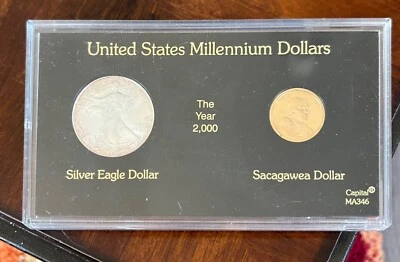 United States Millennium Dollars
The
Year
2,000
Silver Eagle Dollar
Sacagawea Dollar
Capital
MA346